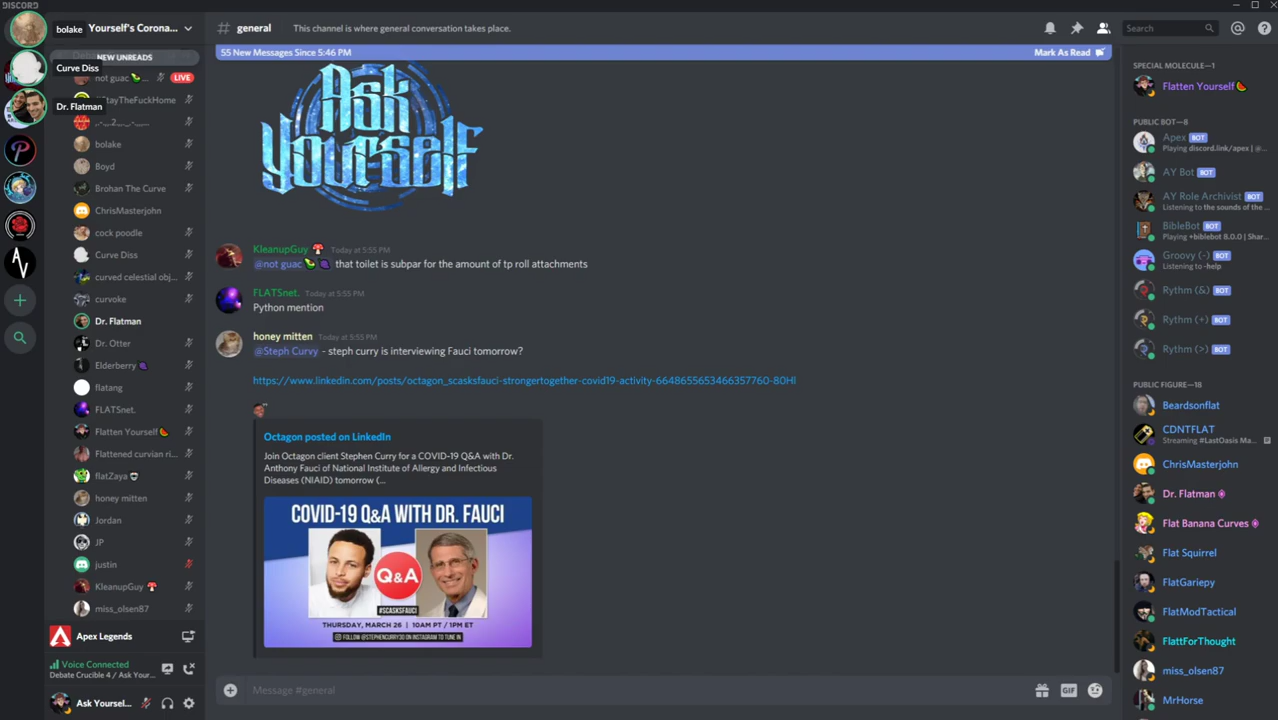 DISCORD
bolake
Yourself's Corona...
Curve Diss
Dr. Flatman
NEW UNREADS
not guac
LIVE
StayTheFuckHome
bolake
Boyd
Brohan The Curve
ChrisMasterjohn
cock poodle
Curve Diss
curved celestial obj...
curvoke
Dr. Flatman
Dr. Otter
Elderberry
flatang
FLATSnet.
Flatten Yourself
Flattened curvian ri...
flatZaya
honey mitten
Jordan
JP
justin
KleanupGuy
miss_olsen87
Apex Legends
Voice Connected
Debate Crucible 4 / Ask Your...
Ask Yoursel...
# general
This channel is where general conversation takes place.
Search
55 New Messages Since 5:46 PM
Mark As Read
Ask
Yourself
KleanupGuy Today at 5:55 PM
@not guac that toilet is subpar for the amount of tp roll attachments
FLATSnet. Today at 5:55 PM
Python mention
honey mitten Today at 5:55 PM
@Steph Curvy - steph curry is interviewing Fauci tomorrow?
https://www.linkedin.com/posts/octagon_scasksfauci-strongertogether-covid19-activity-6648655653466357760-80HI
Octagon posted on LinkedIn
Join Octagon client Stephen Curry for a COVID-19 Q&A with Dr.
Anthony Fauci of National Institute of Allergy and Infectious
Diseases (NIAID) tomorrow (...
COVID-19 Q&A WITH DR. FAUCI
Q&A
#SCASKSFAUCI
THURSDAY, MARCH 26 | 10AM PT / 1PM ET
FOLLOW @STEPHENCURRY30 ON INSTAGRAM TO TUNE IN
Message #general
GIF
SPECIAL MOLECULE—1
Flatten Yourself
PUBLIC BOT—8
Apex BOT
Playing discord.link/apex | @...
AY Bot BOT
AY Role Archivist BOT
Listening to the sounds of the...
BibleBot BOT
Playing +biblebot 8.0.0 | Shar...
Groovy (-) BOT
Listening to -help
Rythm (&) BOT
Rythm (+) BOT
Rythm (>) BOT
PUBLIC FIGURE—18
Beardsonflat
CDNTFLAT
Streaming #LastOasis Ma...
ChrisMasterjohn
Dr. Flatman
Flat Banana Curves
Flat Squirrel
FlatGariepy
FlatModTactical
FlattForThought
miss_olsen87
MrHorse